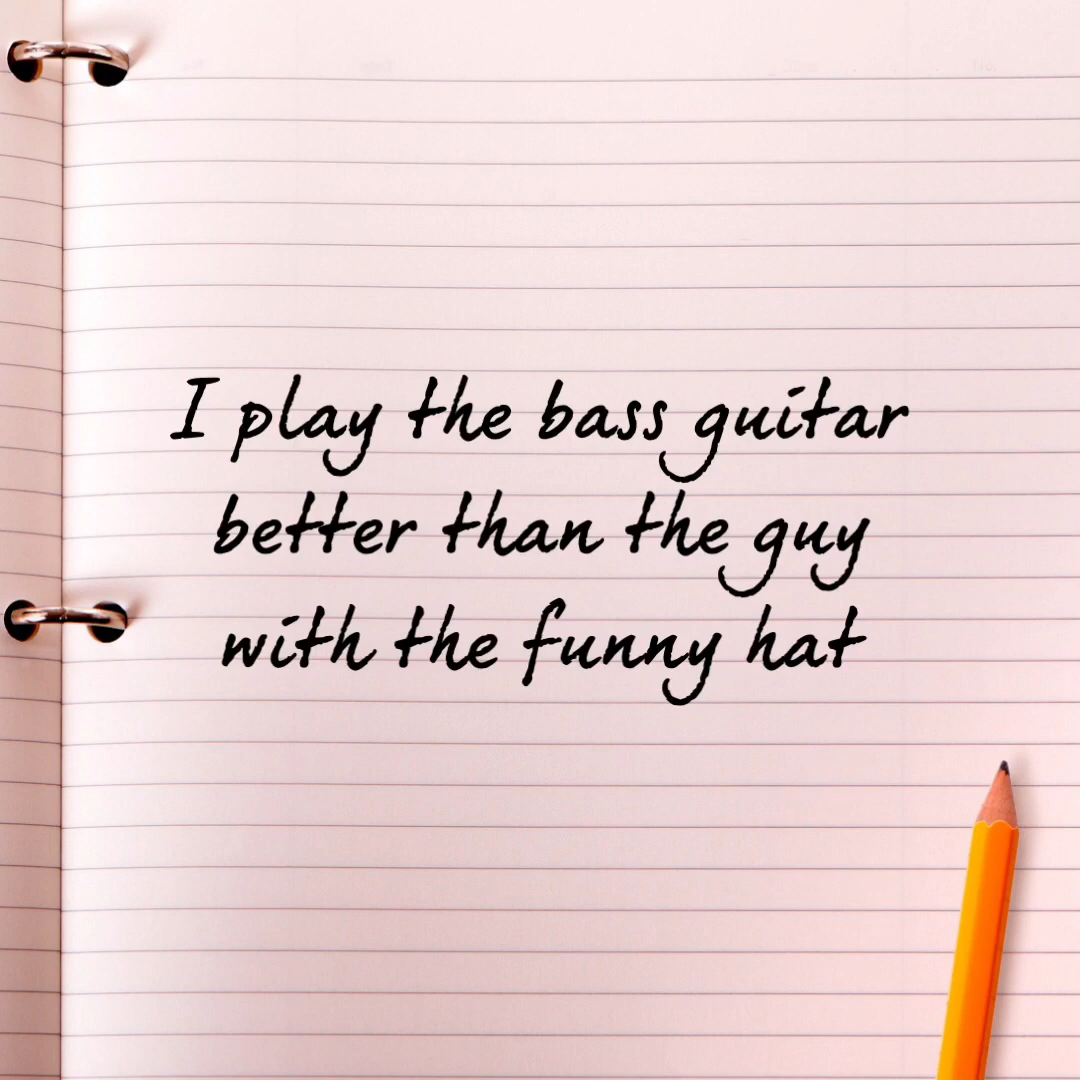 I play the bass guitar
better than the guy
with the funny hat